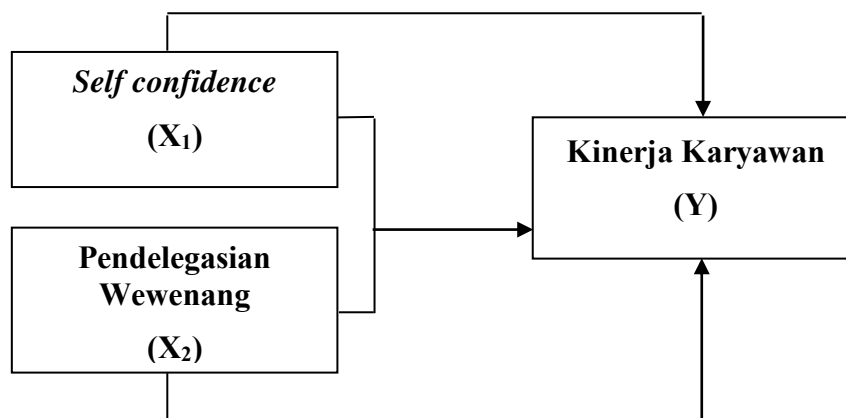 Self confidence
(X₁)
Kinerja Karyawan
(Y)
Pendelegasian
Wewenang
(X₂)